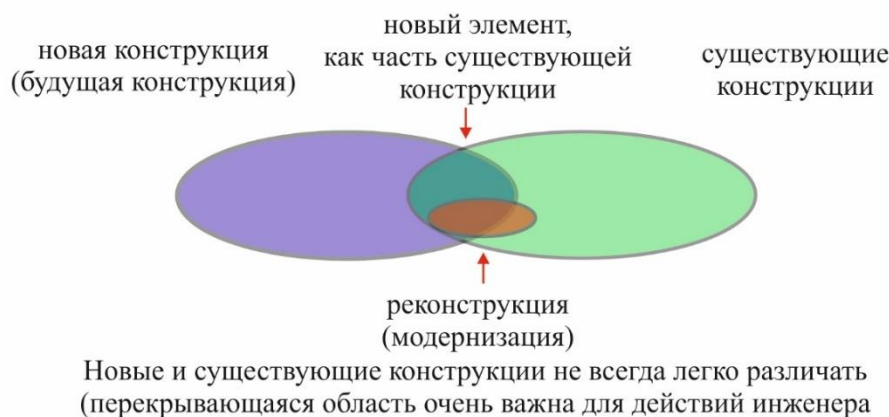 новая конструкция
(будущая конструкция)
новый элемент,
как часть существующей
конструкции
существующие
конструкции
реконструкция
(модернизация)
Новые и существующие конструкции не всегда легко различать
(перекрывающаяся область очень важна для действий инженера